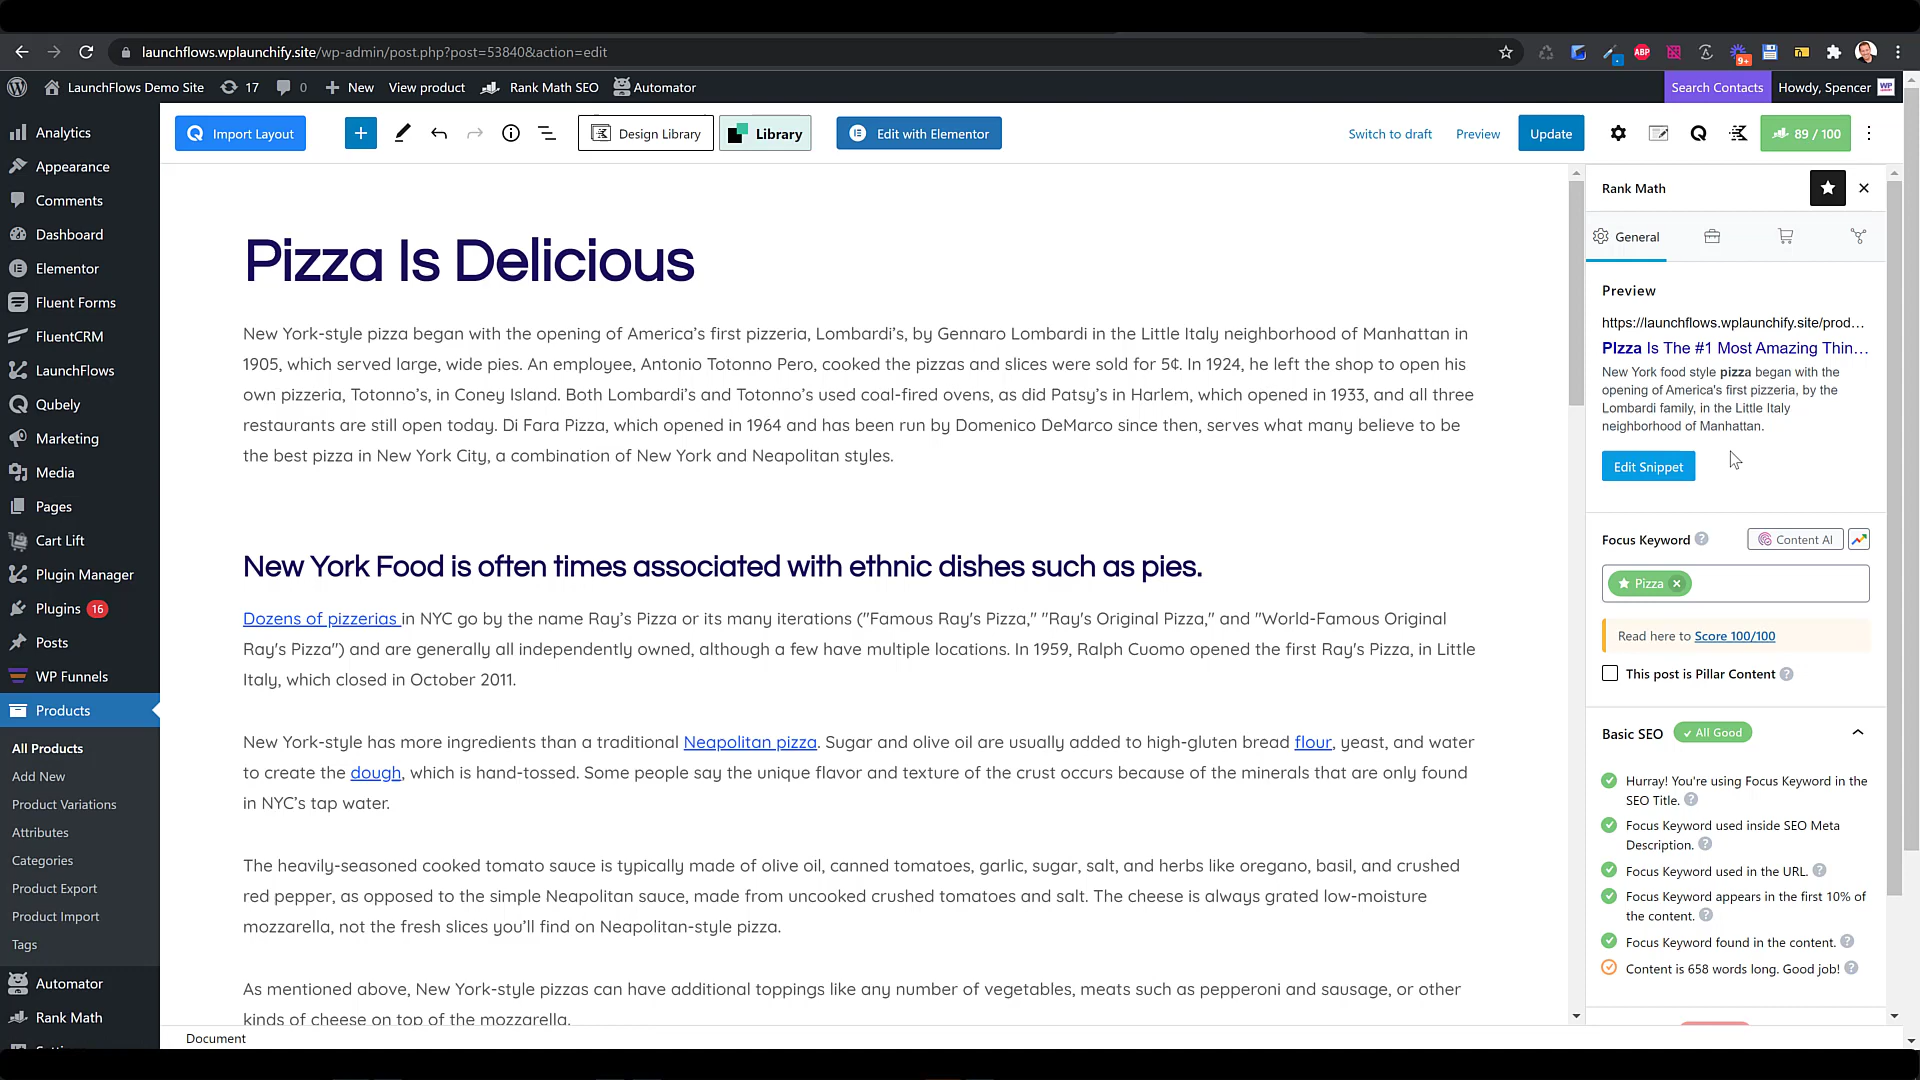 launchflows.wplaunchify.site/wp-admin/post.php?post=53840&action=edit
ABP
9+
LaunchFlows Demo Site
17
0
New
View product
Rank Math SEO
Automator
Search Contacts
Howdy, Spencer
WP
Analytics
Appearance
Comments
Dashboard
Elementor
Fluent Forms
FluentCRM
LaunchFlows
Qubely
Marketing
Media
Pages
Cart Lift
Plugin Manager
Plugins 16
Posts
WP Funnels
Products
All Products
Add New
Product Variations
Attributes
Categories
Product Export
Product Import
Tags
Automator
Rank Math
Import Layout
Design Library
Library
Edit with Elementor
Switch to draft
Preview
Update
89 / 100
Pizza Is Delicious
New York-style pizza began with the opening of America’s first pizzeria, Lombardi’s, by Gennaro Lombardi in the Little Italy neighborhood of Manhattan in
1905, which served large, wide pies. An employee, Antonio Totonno Pero, cooked the pizzas and slices were sold for 5¢. In 1924, he left the shop to open his
own pizzeria, Totonno’s, in Coney Island. Both Lombardi’s and Totonno’s used coal-fired ovens, as did Patsy’s in Harlem, which opened in 1933, and all three
restaurants are still open today. Di Fara Pizza, which opened in 1964 and has been run by Domenico DeMarco since then, serves what many believe to be
the best pizza in New York City, a combination of New York and Neapolitan styles.
New York Food is often times associated with ethnic dishes such as pies.
Dozens of pizzerias in NYC go by the name Ray’s Pizza or its many iterations ("Famous Ray's Pizza," "Ray's Original Pizza," and "World-Famous Original
Ray's Pizza") and are generally all independently owned, although a few have multiple locations. In 1959, Ralph Cuomo opened the first Ray's Pizza, in Little
Italy, which closed in October 2011.
New York-style has more ingredients than a traditional Neapolitan pizza. Sugar and olive oil are usually added to high-gluten bread flour, yeast, and water
to create the dough, which is hand-tossed. Some people say the unique flavor and texture of the crust occurs because of the minerals that are only found
in NYC’s tap water.
The heavily-seasoned cooked tomato sauce is typically made of olive oil, canned tomatoes, garlic, sugar, salt, and herbs like oregano, basil, and crushed
red pepper, as opposed to the simple Neapolitan sauce, made from uncooked crushed tomatoes and salt. The cheese is always grated low-moisture
mozzarella, not the fresh slices you’ll find on Neapolitan-style pizza.
As mentioned above, New York-style pizzas can have additional toppings like any number of vegetables, meats such as pepperoni and sausage, or other
kinds of cheese on top of the mozzarella.
Document
Rank Math
General
Preview
https://launchflows.wplaunchify.site/prod...
PIzza Is The #1 Most Amazing Thin...
New York food style pizza began with the
opening of America's first pizzeria, by the
Lombardi family, in the Little Italy
neighborhood of Manhattan.
Edit Snippet
Focus Keyword
Content AI
Pizza
Read here to Score 100/100
This post is Pillar Content
Basic SEO
All Good
Hurray! You're using Focus Keyword in the
SEO Title.
Focus Keyword used inside SEO Meta
Description.
Focus Keyword used in the URL.
Focus Keyword appears in the first 10% of
the content.
Focus Keyword found in the content.
Content is 658 words long. Good job!